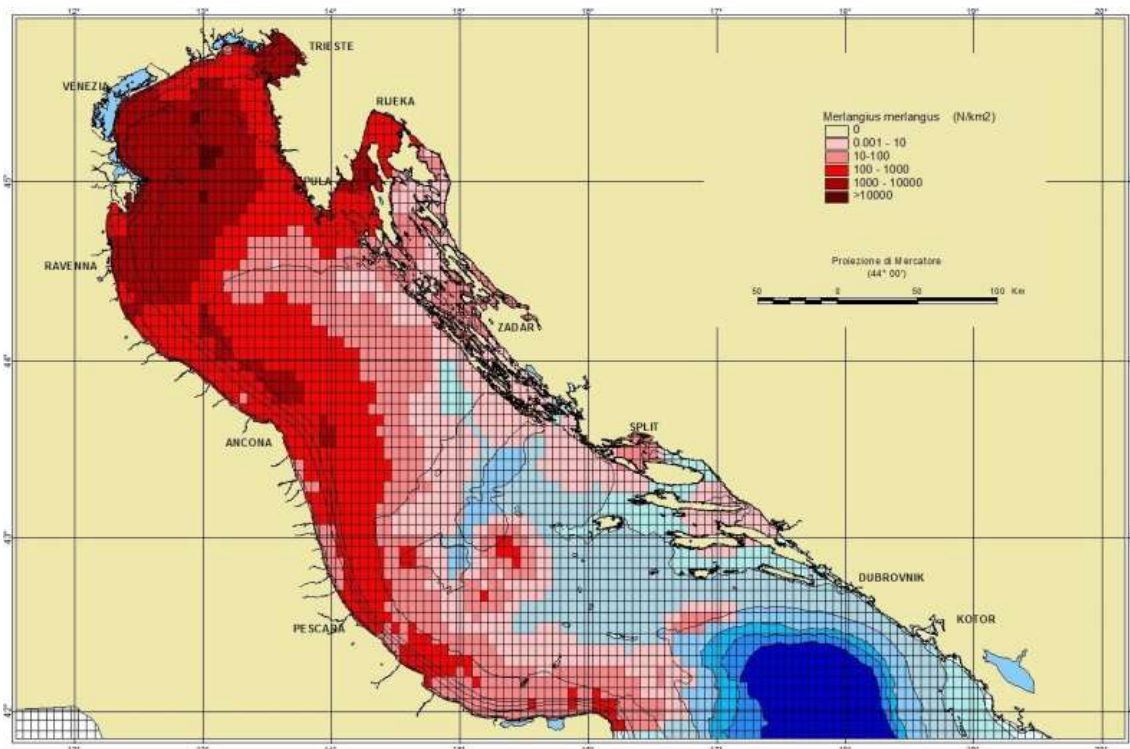 12° 13° 14° 15° 16° 17° 18° 19° 20°
TRIESTE
VENEZIA
RIJEKA
Merlangius merlangus (N/km2)
0
0.001 - 10
10-100
100 - 1000
1000 - 10000
>10000
45°
PULA
RAVENNA
Proiezione di Mercatore
(44° 00')
50 0 50 100 Km
ZADAR
44°
ANCONA
SPLIT
43°
DUBROVNIK
KOTOR
PESCARA
42°